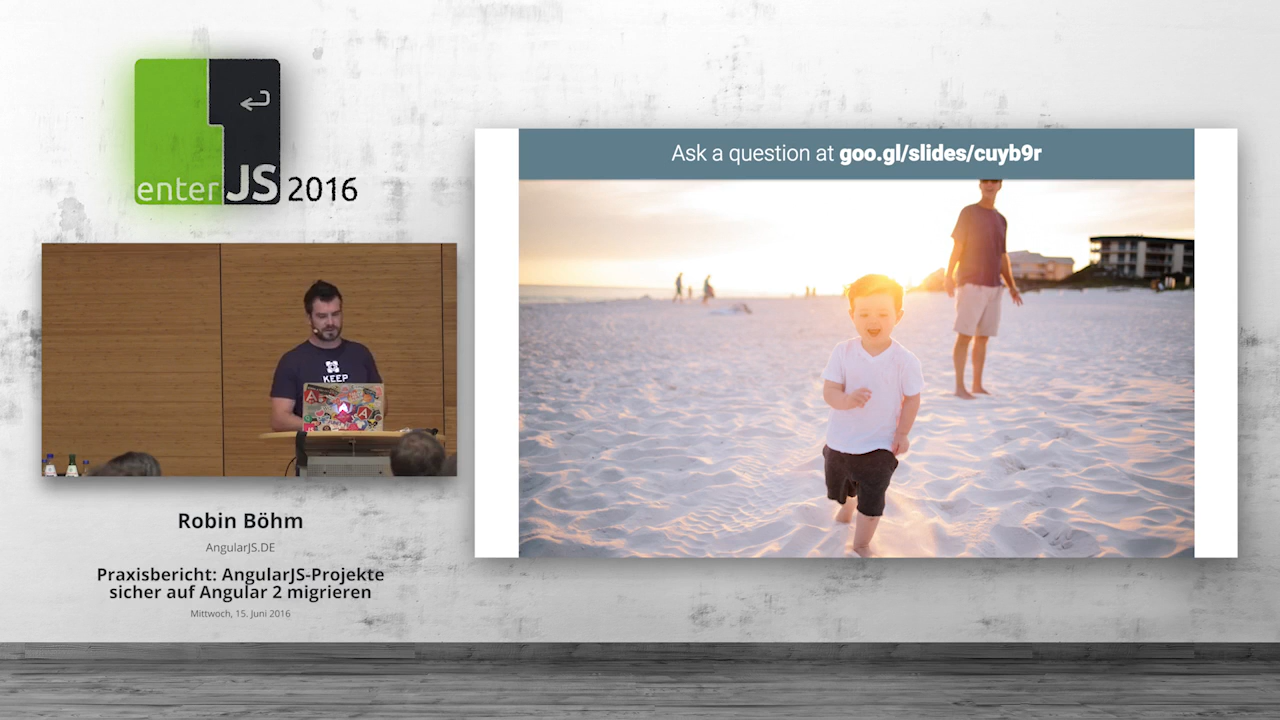 enter JS 2016
Ask a question at goo.gl/slides/cuyb9r
KEEP
Robin Böhm
AngularJS.DE
Praxisbericht: AngularJS-Projekte
sicher auf Angular 2 migrieren
Mittwoch, 15. Juni 2016